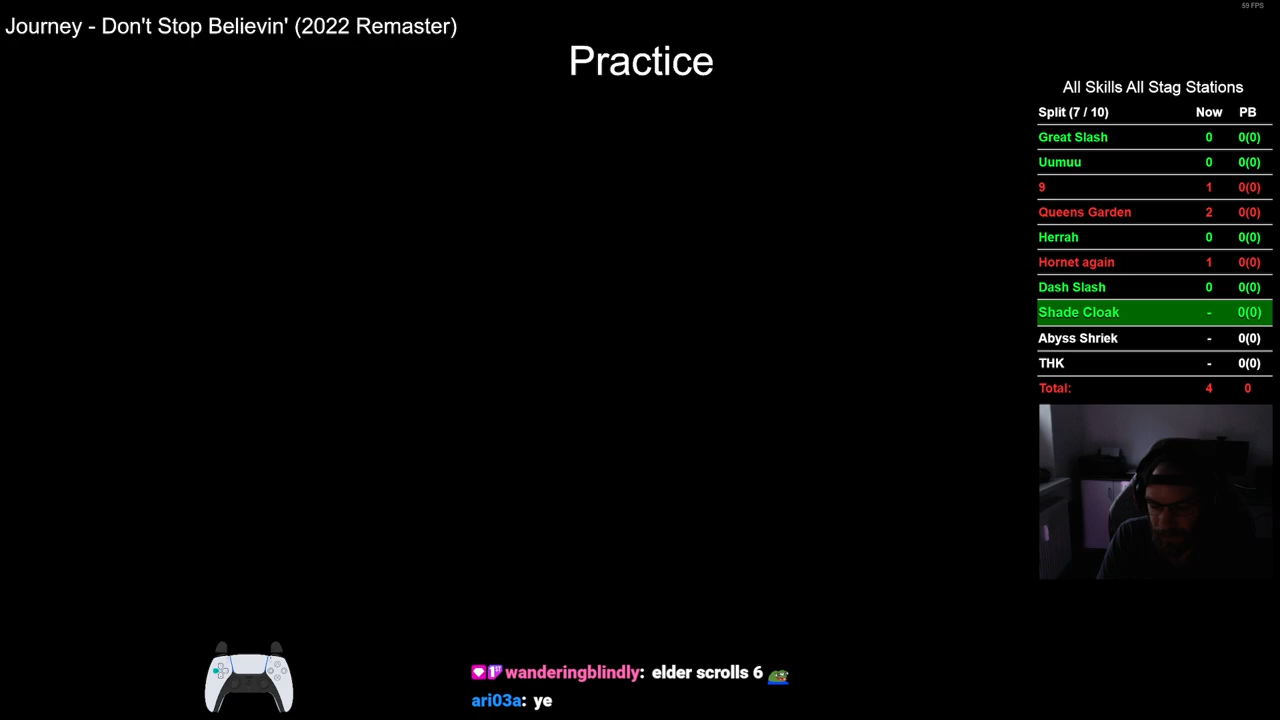 59 FPS
Journey - Don't Stop Believin' (2022 Remaster)
Practice
All Skills All Stag Stations
Split (7 / 10) Now PB
Great Slash 0 0(0)
Uumuu 0 0(0)
9 1 0(0)
Queens Garden 2 0(0)
Herrah 0 0(0)
Hornet again 1 0(0)
Dash Slash 0 0(0)
Shade Cloak - 0(0)
Abyss Shriek - 0(0)
THK - 0(0)
Total: 4 0
1ST wanderingblindly: elder scrolls 6
ari03a: ye